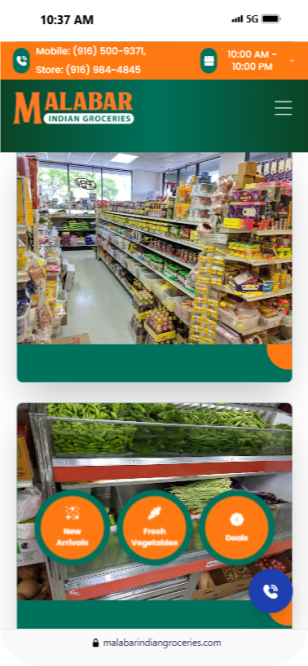 10:37 AM
5G
Mobile: (916) 500-9371,
Store: (916) 984-4845
10:00 AM -
10:00 PM
MALABAR
INDIAN GROCERIES
New
Arrivals
Fresh
Vegetables
Deals
malabarindiangroceries.com